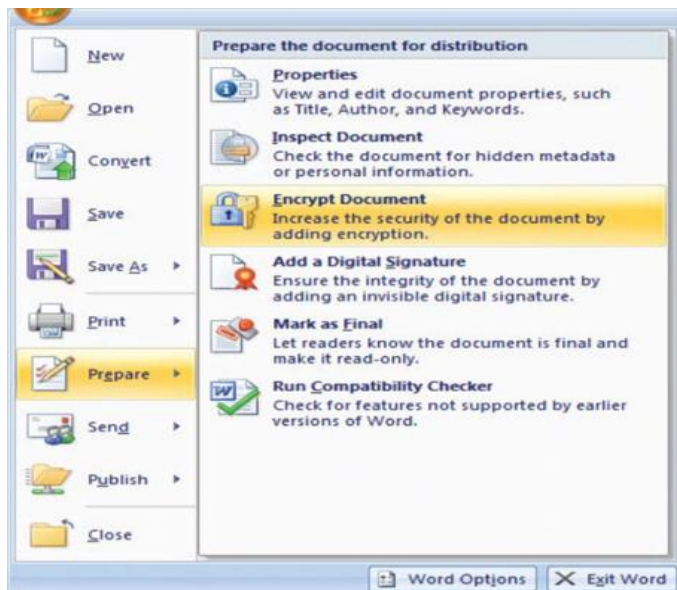 New
Open
Convert
Save
Save As
Print
Prepare
Send
Publish
Close
Prepare the document for distribution
Properties
View and edit document properties, such
as Title, Author, and Keywords.
Inspect Document
Check the document for hidden metadata
or personal information.
Encrypt Document
Increase the security of the document by
adding encryption.
Add a Digital Signature
Ensure the integrity of the document by
adding an invisible digital signature.
Mark as Final
Let readers know the document is final and
make it read-only.
Run Compatibility Checker
Check for features not supported by earlier
versions of Word.
Word Options
Exit Word